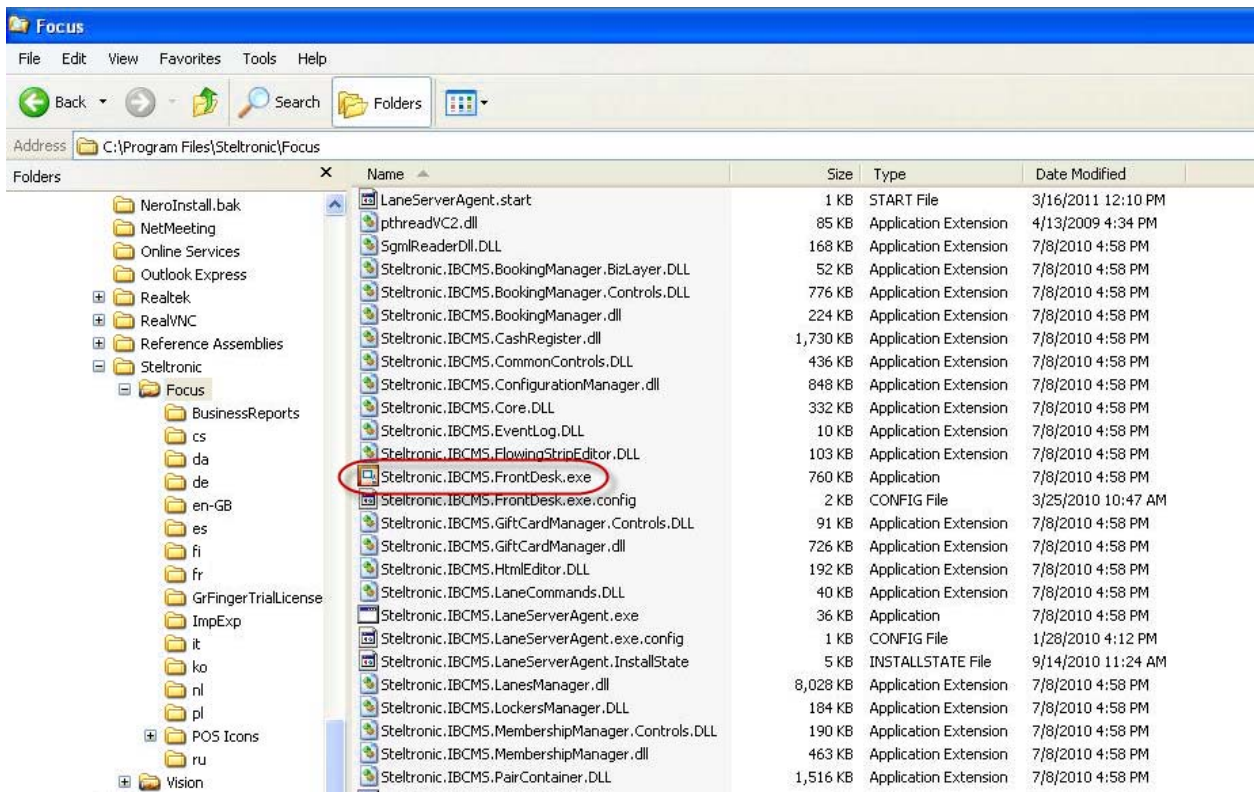 Focus
File Edit View Favorites Tools Help
Back Search Folders
Address C:\Program Files\Steltronic\Focus
Folders x Name Size Type Date Modified
NeroInstall.bak
NetMeeting
Online Services
Outlook Express
Realtek
RealVNC
Reference Assemblies
Steltronic
Focus
BusinessReports
cs
da
de
en-GB
es
fi
fr
GrFingerTrialLicense
ImpExp
it
ko
nl
pl
POS Icons
ru
Vision
LaneServerAgent.start 1 KB START File 3/16/2011 12:10 PM
pthreadVC2.dll 85 KB Application Extension 4/13/2009 4:34 PM
SgmlReaderDll.DLL 168 KB Application Extension 7/8/2010 4:58 PM
Steltronic.IBCMS.BookingManager.BizLayer.DLL 52 KB Application Extension 7/8/2010 4:58 PM
Steltronic.IBCMS.BookingManager.Controls.DLL 776 KB Application Extension 7/8/2010 4:58 PM
Steltronic.IBCMS.BookingManager.dll 224 KB Application Extension 7/8/2010 4:58 PM
Steltronic.IBCMS.CashRegister.dll 1,730 KB Application Extension 7/8/2010 4:58 PM
Steltronic.IBCMS.CommonControls.DLL 436 KB Application Extension 7/8/2010 4:58 PM
Steltronic.IBCMS.ConfigurationManager.dll 848 KB Application Extension 7/8/2010 4:58 PM
Steltronic.IBCMS.Core.DLL 332 KB Application Extension 7/8/2010 4:58 PM
Steltronic.IBCMS.EventLog.DLL 10 KB Application Extension 7/8/2010 4:58 PM
Steltronic.IBCMS.FlowingStripEditor.DLL 103 KB Application Extension 7/8/2010 4:58 PM
Steltronic.IBCMS.FrontDesk.exe 760 KB Application 7/8/2010 4:58 PM
Steltronic.IBCMS.FrontDesk.exe.config 2 KB CONFIG File 3/25/2010 10:47 AM
Steltronic.IBCMS.GiftCardManager.Controls.DLL 91 KB Application Extension 7/8/2010 4:58 PM
Steltronic.IBCMS.GiftCardManager.dll 726 KB Application Extension 7/8/2010 4:58 PM
Steltronic.IBCMS.HtmlEditor.DLL 192 KB Application Extension 7/8/2010 4:58 PM
Steltronic.IBCMS.LaneCommands.DLL 40 KB Application Extension 7/8/2010 4:58 PM
Steltronic.IBCMS.LaneServerAgent.exe 36 KB Application 7/8/2010 4:58 PM
Steltronic.IBCMS.LaneServerAgent.exe.config 1 KB CONFIG File 1/28/2010 4:12 PM
Steltronic.IBCMS.LaneServerAgent.InstallState 5 KB INSTALLSTATE File 9/14/2010 11:24 AM
Steltronic.IBCMS.LanesManager.dll 8,028 KB Application Extension 7/8/2010 4:58 PM
Steltronic.IBCMS.LockersManager.DLL 184 KB Application Extension 7/8/2010 4:58 PM
Steltronic.IBCMS.MembershipManager.Controls.DLL 190 KB Application Extension 7/8/2010 4:58 PM
Steltronic.IBCMS.MembershipManager.dll 463 KB Application Extension 7/8/2010 4:58 PM
Steltronic.IBCMS.PairContainer.DLL 1,516 KB Application Extension 7/8/2010 4:58 PM